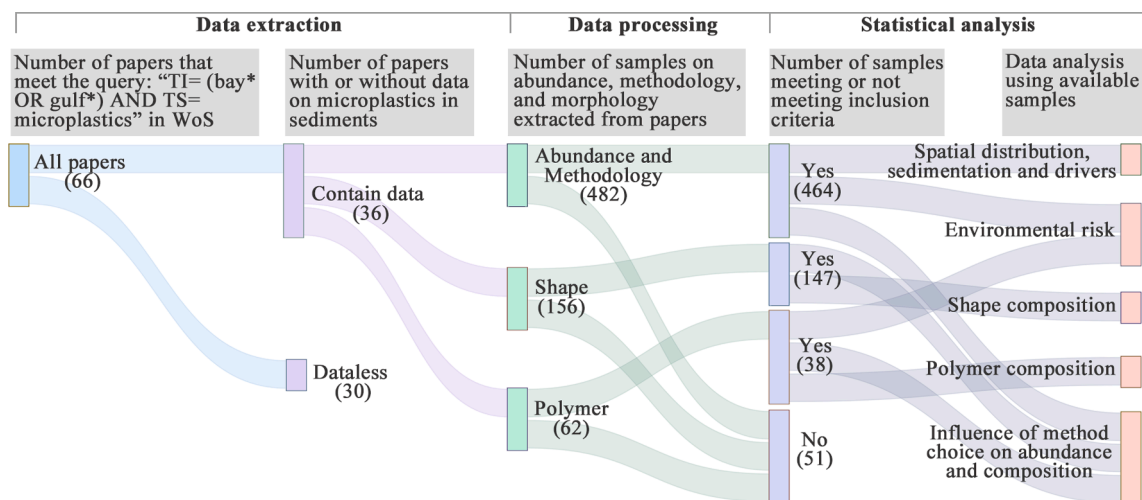 Data extraction
Data processing
Statistical analysis
Number of papers that
meet the query: “TI= (bay*
OR gulf*) AND TS=
microplastics” in WoS
Number of papers
with or without data
on microplastics in
sediments
Number of samples on
abundance, methodology,
and morphology
extracted from papers
Number of samples
meeting or not
meeting inclusion
criteria
Data analysis
using available
samples
All papers
(66)
Contain data
(36)
Dataless
(30)
Abundance and
Methodology
(482)
Shape
(156)
Polymer
(62)
Yes
(464)
Yes
(147)
Yes
(38)
No
(51)
Spatial distribution,
sedimentation and drivers
Environmental risk
Shape composition
Polymer composition
Influence of method
choice on abundance
and composition